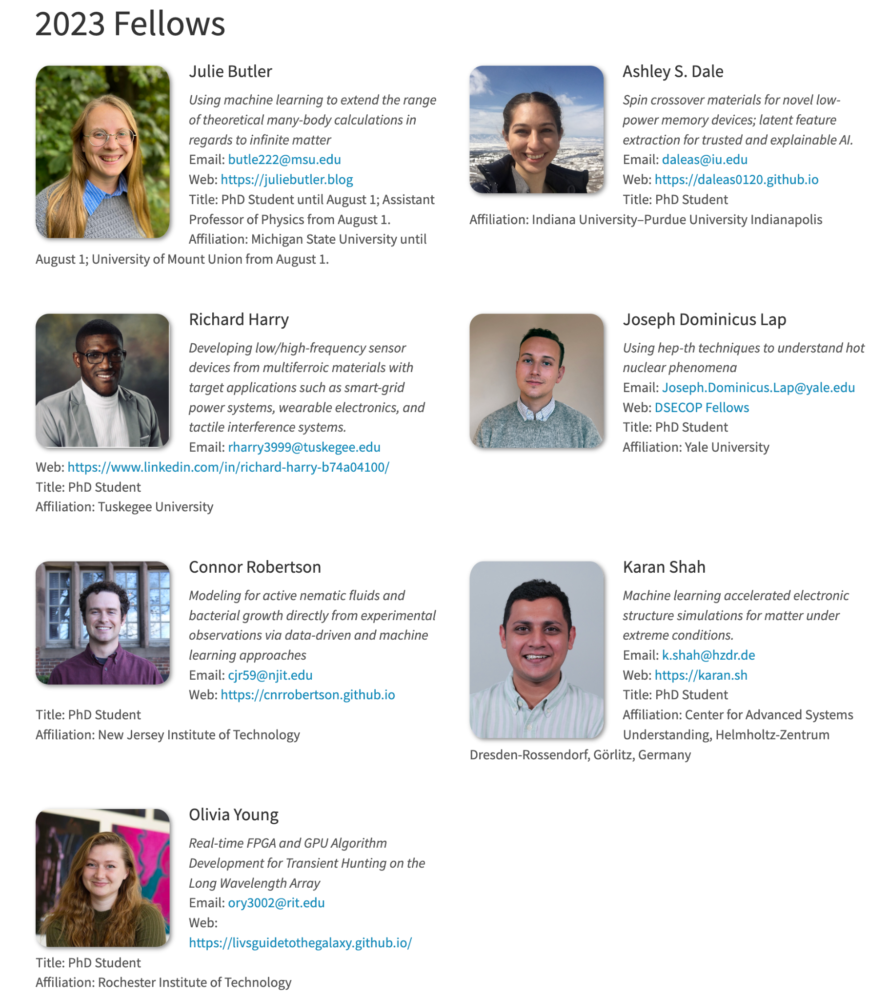 2023 Fellows
Julie Butler
Using machine learning to extend the range
of theoretical many-body calculations in
regards to infinite matter
Email: butle222@msu.edu
Web: https://juliebutler.blog
Title: PhD Student until August 1; Assistant
Professor of Physics from August 1.
Affiliation: Michigan State University until
August 1; University of Mount Union from August 1.
Ashley S. Dale
Spin crossover materials for novel low-
power memory devices; latent feature
extraction for trusted and explainable AI.
Email: daleas@iu.edu
Web: https://daleas0120.github.io
Title: PhD Student
Affiliation: Indiana University–Purdue University Indianapolis
Richard Harry
Developing low/high-frequency sensor
devices from multiferroic materials with
target applications such as smart-grid
power systems, wearable electronics, and
tactile interference systems.
Email: rharry3999@tuskegee.edu
Web: https://www.linkedin.com/in/richard-harry-b74a04100/
Title: PhD Student
Affiliation: Tuskegee University
Joseph Dominicus Lap
Using hep-th techniques to understand hot
nuclear phenomena
Email: Joseph.Dominicus.Lap@yale.edu
Web: DSECOP Fellows
Title: PhD Student
Affiliation: Yale University
Connor Robertson
Modeling for active nematic fluids and
bacterial growth directly from experimental
observations via data-driven and machine
learning approaches
Email: cjr59@njit.edu
Web: https://cnrrobertson.github.io
Title: PhD Student
Affiliation: New Jersey Institute of Technology
Karan Shah
Machine learning accelerated electronic
structure simulations for matter under
extreme conditions.
Email: k.shah@hzdr.de
Web: https://karan.sh
Title: PhD Student
Affiliation: Center for Advanced Systems
Understanding, Helmholtz-Zentrum
Dresden-Rossendorf, Görlitz, Germany
Olivia Young
Real-time FPGA and GPU Algorithm
Development for Transient Hunting on the
Long Wavelength Array
Email: ory3002@rit.edu
Web:
https://livsguidetothegalaxy.github.io/
Title: PhD Student
Affiliation: Rochester Institute of Technology